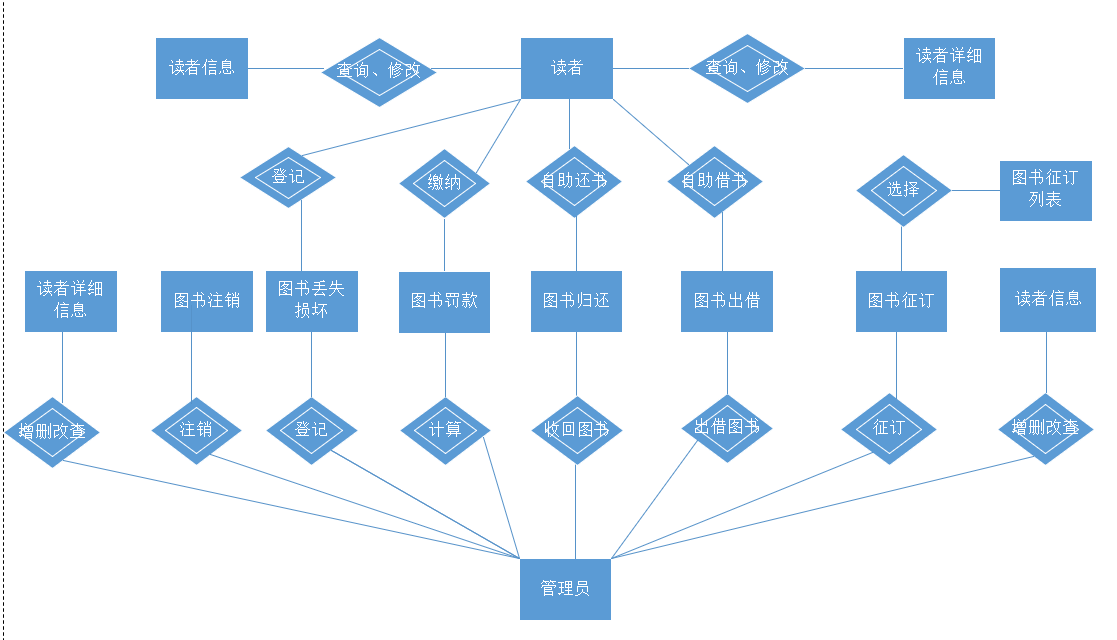 读者信息
查询、修改
读者
查询、修改
读者详细
信息
登记
缴纳
自助还书
自助借书
选择
图书征订
列表
读者详细
信息
图书注销
图书丢失
损坏
图书罚款
图书归还
图书出借
图书征订
读者信息
增删改查
注销
登记
计算
收回图书
出借图书
征订
增删改查
管理员